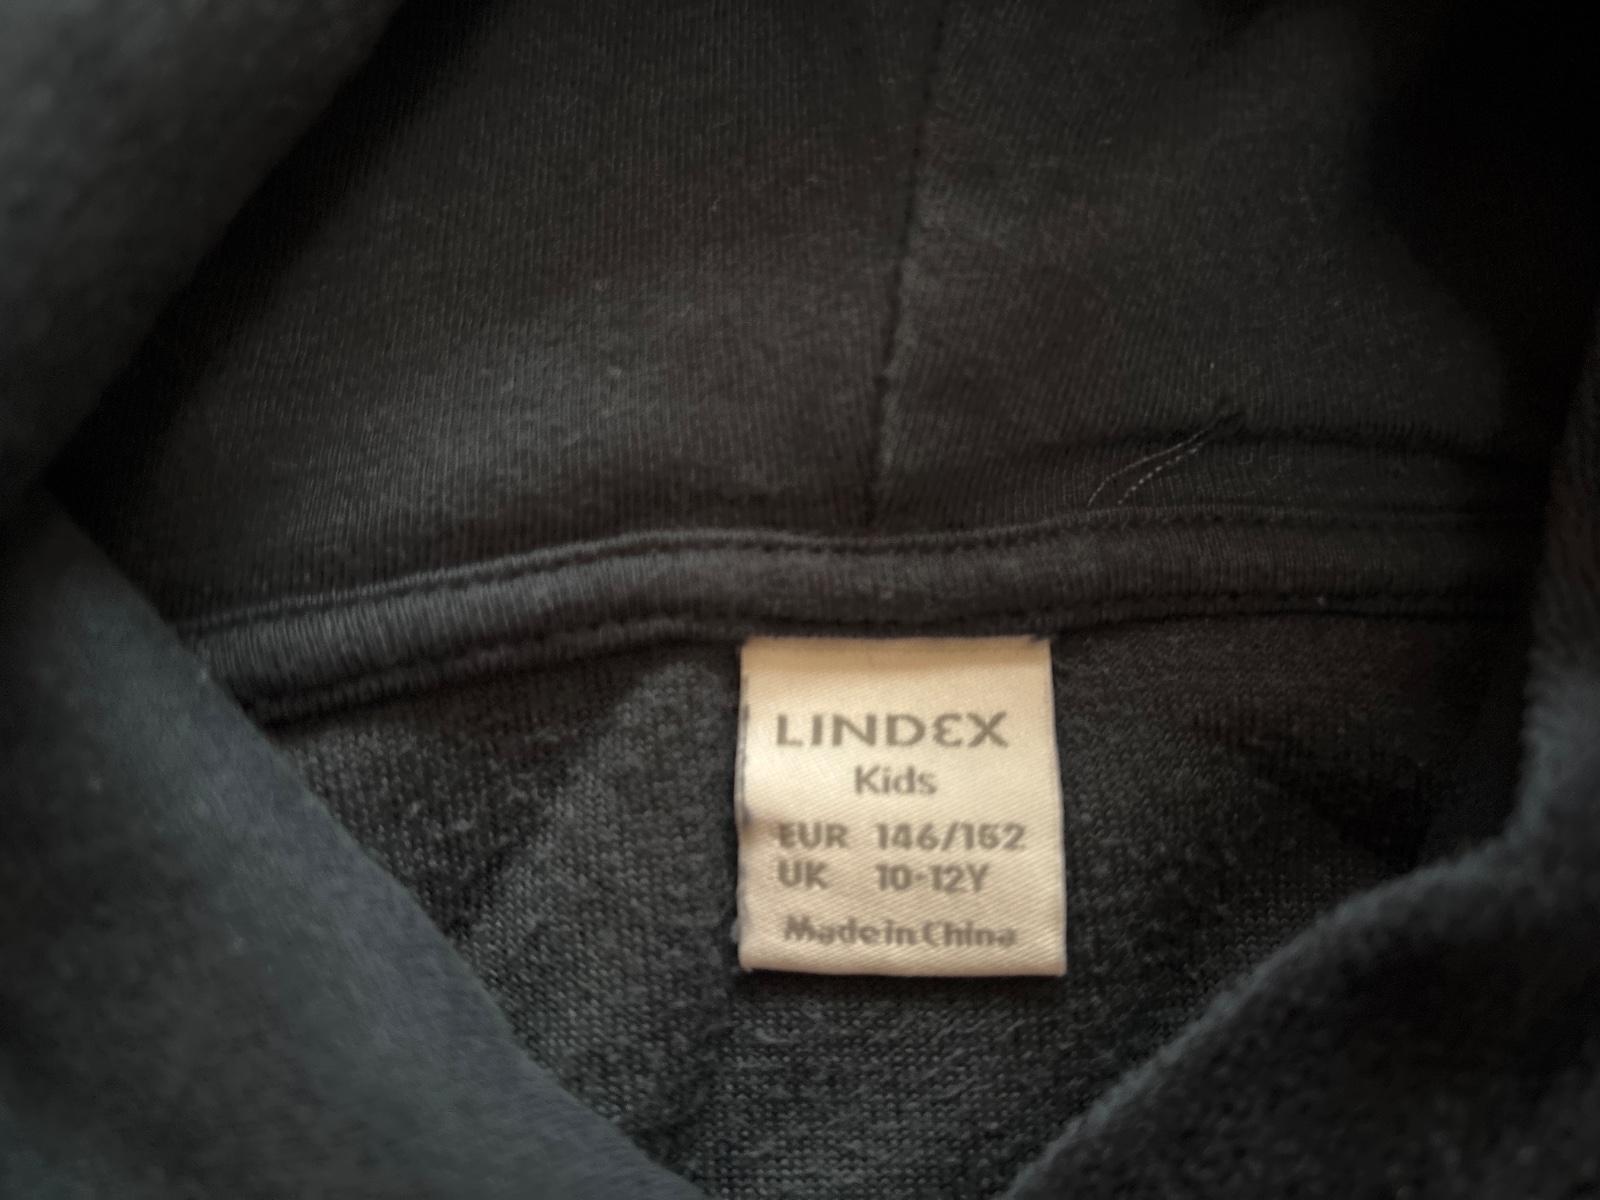 LINDEX
Kids
EUR 146/152
UK 10-12Y
Made in China